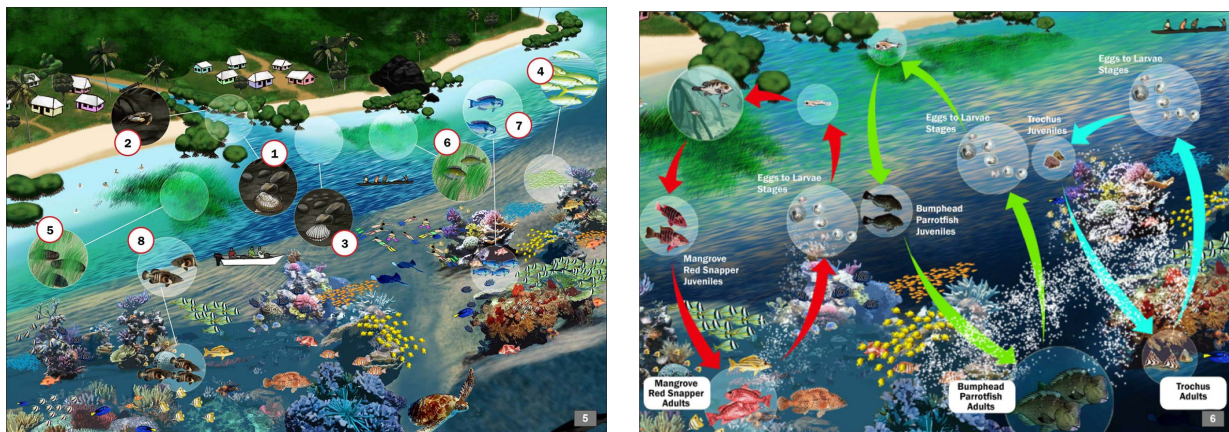 4
7
2
1
6
3
5
8
5
Eggs to Larvae
Stages
Eggs to Larvae
Stages
Trochus
Juveniles
Eggs to Larvae
Stages
Bumphead
Parrotfish
Juveniles
Mangrove
Red Snapper
Juveniles
Mangrove
Red Snapper
Adults
Bumphead
Parrotfish
Adults
Trochus
Adults
6